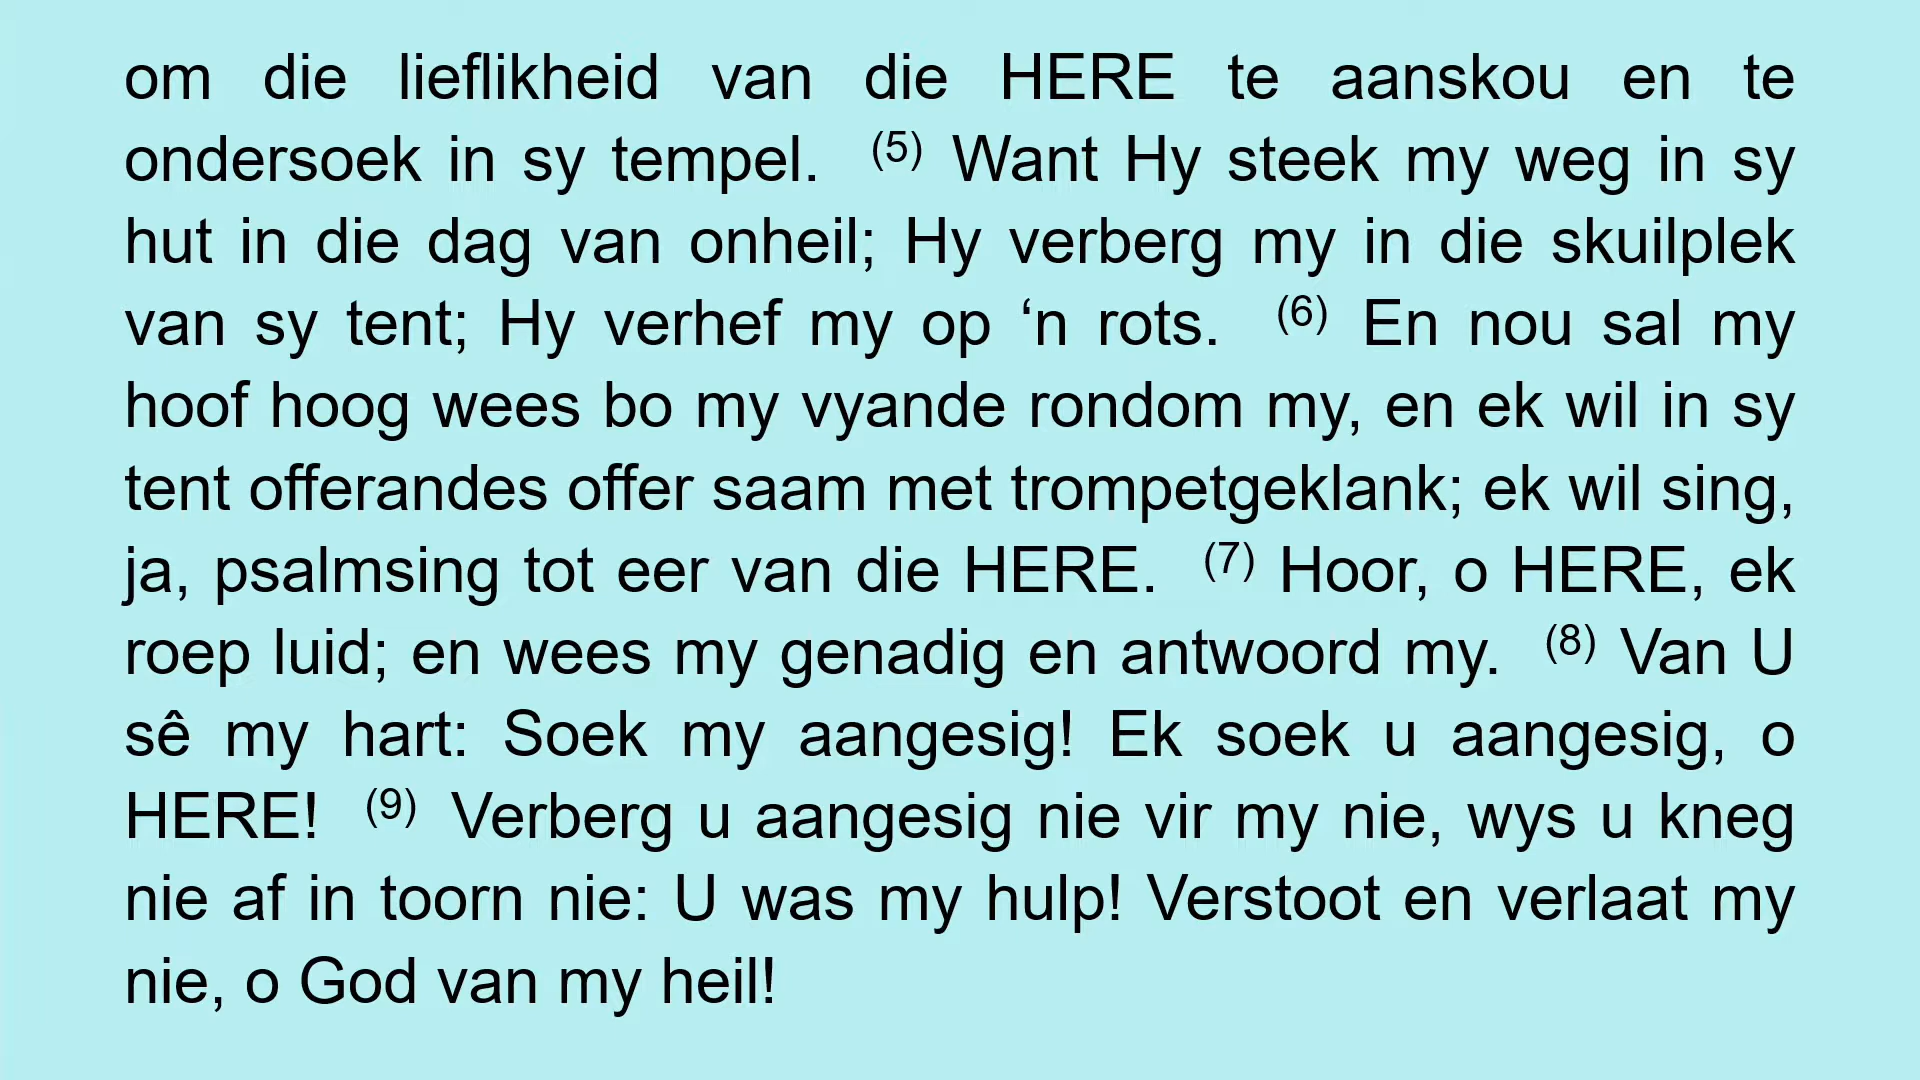 om die lieflikheid van die HERE te aanskou en te
ondersoek in sy tempel. (5) Want Hy steek my weg in sy
hut in die dag van onheil; Hy verberg my in die skuilplek
van sy tent; Hy verhef my op ‘n rots. (6) En nou sal my
hoof hoog wees bo my vyande rondom my, en ek wil in sy
tent offerandes offer saam met trompetgeklank; ek wil sing,
ja, psalmsing tot eer van die HERE. (7) Hoor, o HERE, ek
roep luid; en wees my genadig en antwoord my. (8) Van U
sê my hart: Soek my aangesig! Ek soek u aangesig, o
HERE! (9) Verberg u aangesig nie vir my nie, wys u kneg
nie af in toorn nie: U was my hulp! Verstoot en verlaat my
nie, o God van my heil!